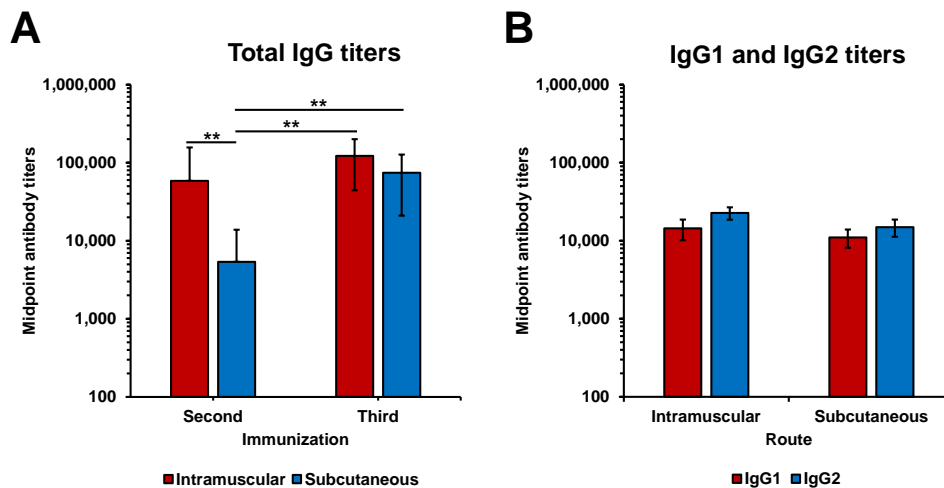 A
Total IgG titers
Midpoint antibody titers
1,000,000
100,000
10,000
1,000
100
**
**
**
Second
Third
Immunization
Intramuscular
Subcutaneous
B
IgG1 and IgG2 titers
Midpoint antibody titers
1,000,000
100,000
10,000
1,000
100
Intramuscular
Subcutaneous
Route
IgG1
IgG2